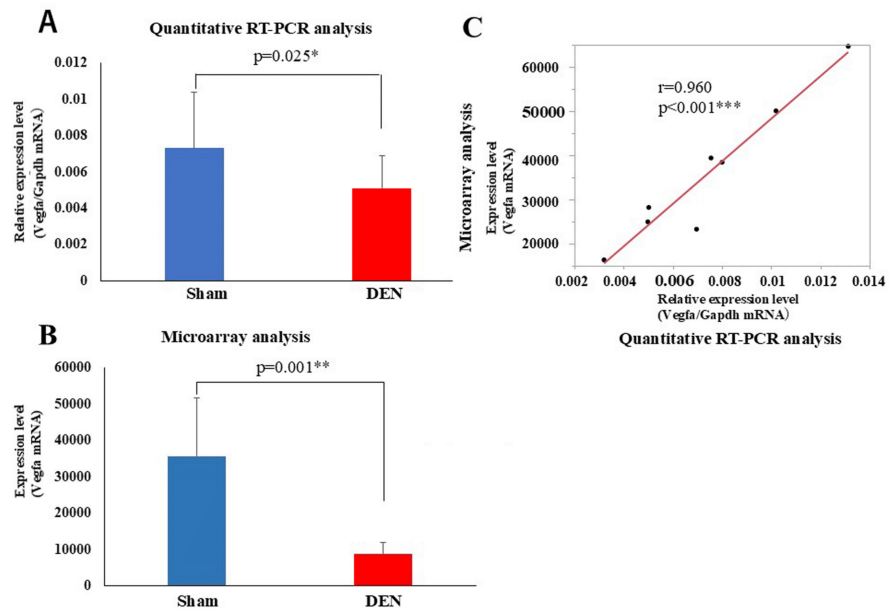 A
Quantitative RT-PCR analysis
p=0.025*
0.012
0.01
0.008
0.006
0.004
0.002
0
Relative expression level
(Vegfa/Gapdh mRNA)
Sham
DEN
B
Microarray analysis
p=0.001**
60000
50000
40000
30000
20000
10000
0
Expression level
(Vegfa mRNA)
Sham
DEN
C
r=0.960
p<0.001***
60000
50000
40000
30000
20000
Microarray analysis
Expression level
(Vegfa mRNA)
0.002
0.004
0.006
0.008
0.01
0.012
0.014
Relative expression level
(Vegfa/Gapdh mRNA)
Quantitative RT-PCR analysis